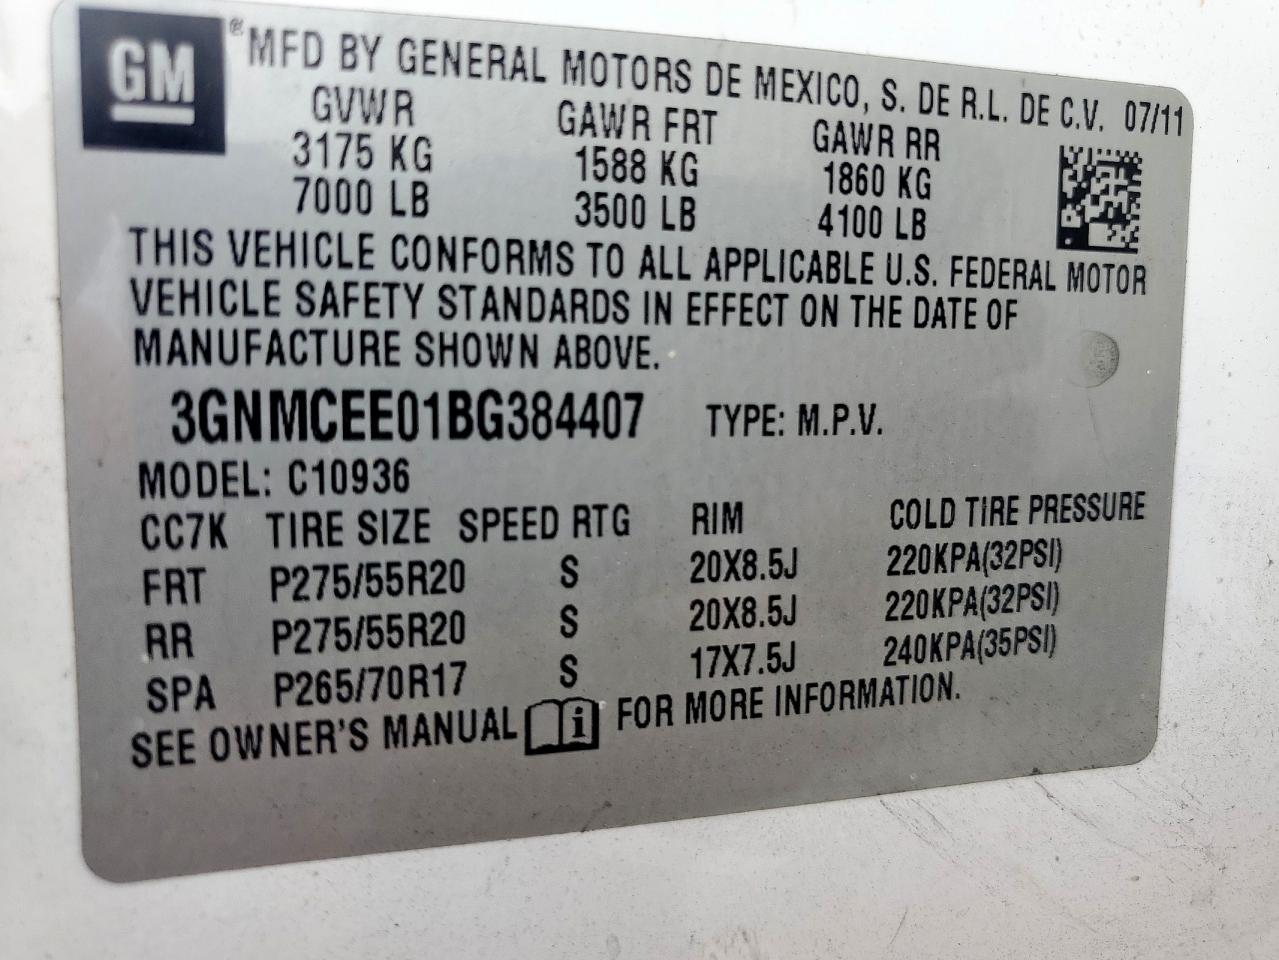 GM ® MFD BY GENERAL MOTORS DE MEXICO, S. DE R.L. DE C.V. 07/11
GVWR GAWR FRT GAWR RR
3175 KG 1588 KG 1860 KG
7000 LB 3500 LB 4100 LB
THIS VEHICLE CONFORMS TO ALL APPLICABLE U.S. FEDERAL MOTOR
VEHICLE SAFETY STANDARDS IN EFFECT ON THE DATE OF
MANUFACTURE SHOWN ABOVE.
3GNMCEE01BG384407 TYPE: M.P.V.
MODEL: C10936
CC7K TIRE SIZE SPEED RTG RIM COLD TIRE PRESSURE
FRT P275/55R20 S 20X8.5J 220KPA(32PSI)
RR P275/55R20 S 20X8.5J 220KPA(32PSI)
SPA P265/70R17 S 17X7.5J 240KPA(35PSI)
SEE OWNER'S MANUAL i FOR MORE INFORMATION.